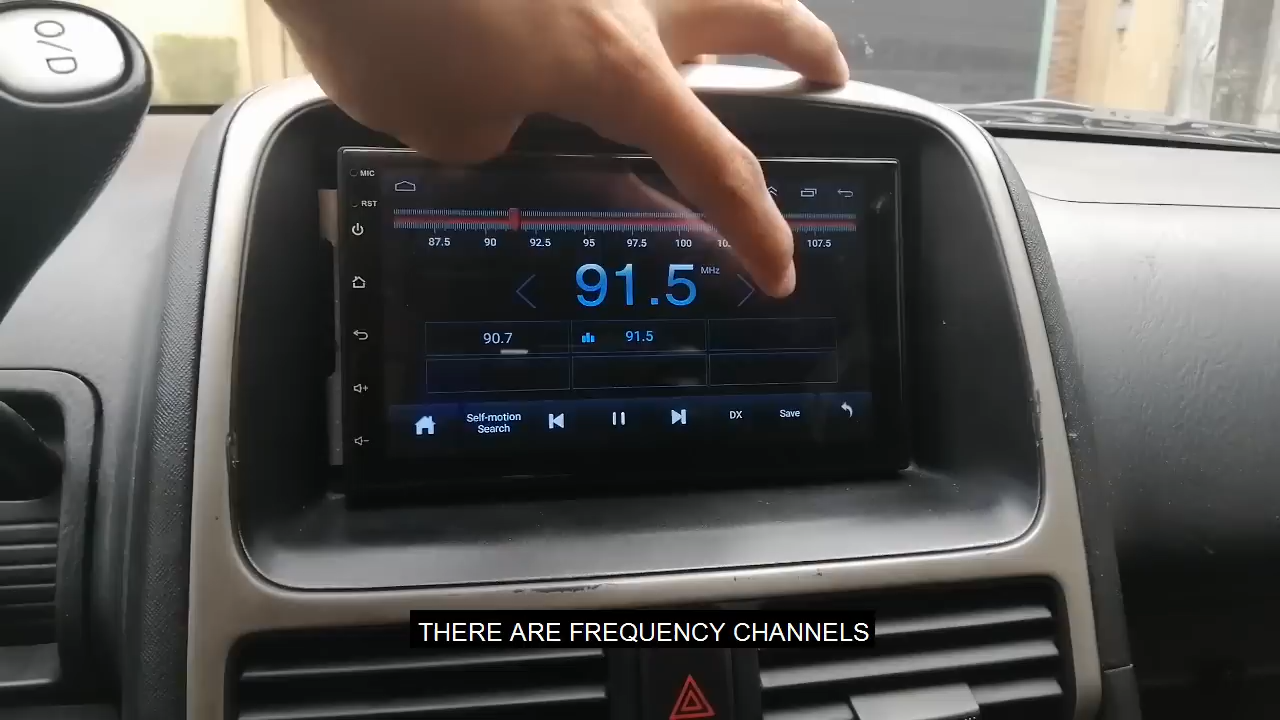 O/D
MIC
RST
87.5 90 92.5 95 97.5 100 107.5
91.5 MHz
90.7 91.5
Self-motion
Search
DX
Save
THERE ARE FREQUENCY CHANNELS